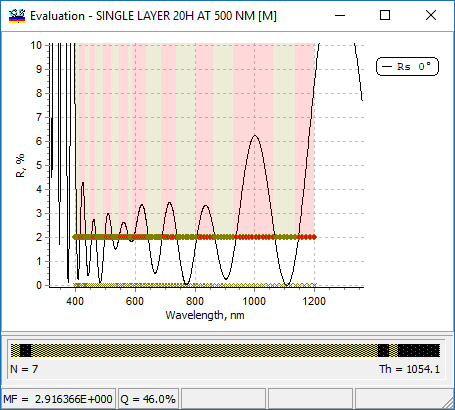 Evaluation - SINGLE LAYER 20H AT 500 NM [M]
10
9
8
7
6
5
4
3
2
1
0
R, %
Rs 0°
400 600 800 1000 1200
Wavelength, nm
N = 7 Th = 1054.1
MF = 2.916366E+000 Q = 46.0%